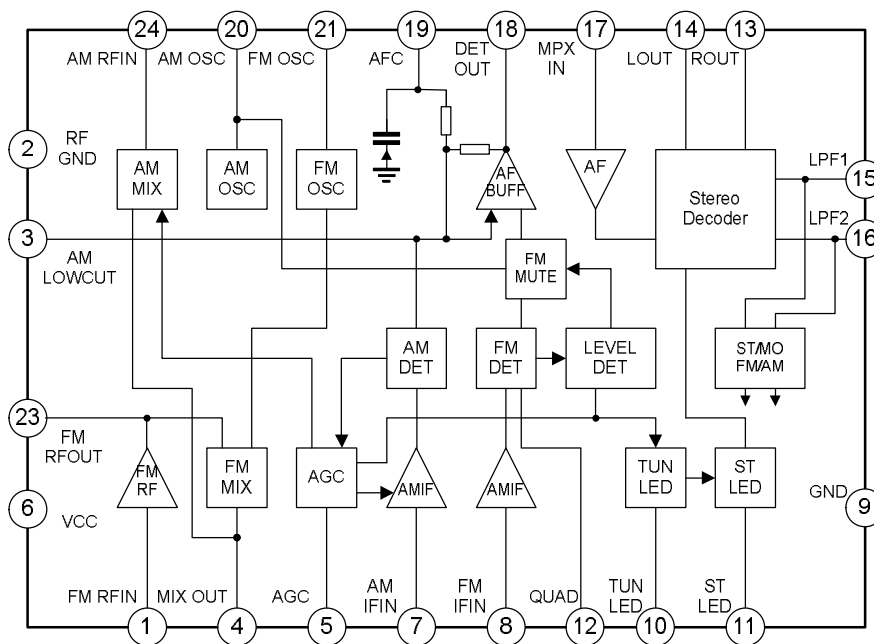 24 20 21 19 18 17 14 13
AM RFIN AM OSC FM OSC AFC DET OUT MPX IN LOUT ROUT
2 RF GND
AM MIX
AM OSC
FM OSC
AF BUFF
AF
Stereo Decoder
LPF1 15
LPF2 16
3 AM LOWCUT
FM MUTE
AM DET
FM DET
LEVEL DET
ST/MO FM/AM
23 FM RFOUT
FM RF
FM MIX
AGC
AMIF
AMIF
TUN LED
ST LED
6 VCC
GND 9
FM RFIN MIX OUT AGC AM IFIN FM IFIN QUAD TUN LED ST LED
1 4 5 7 8 12 10 11